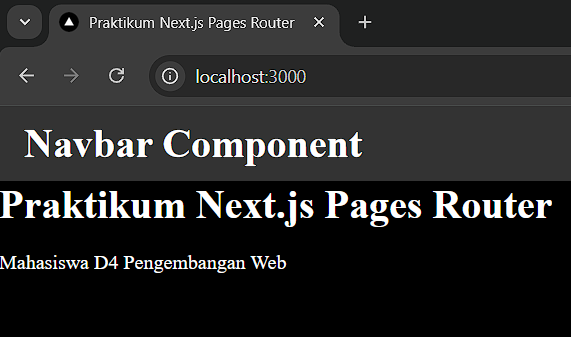 Praktikum Next.js Pages Router
localhost:3000
Navbar Component
Praktikum Next.js Pages Router
Mahasiswa D4 Pengembangan Web